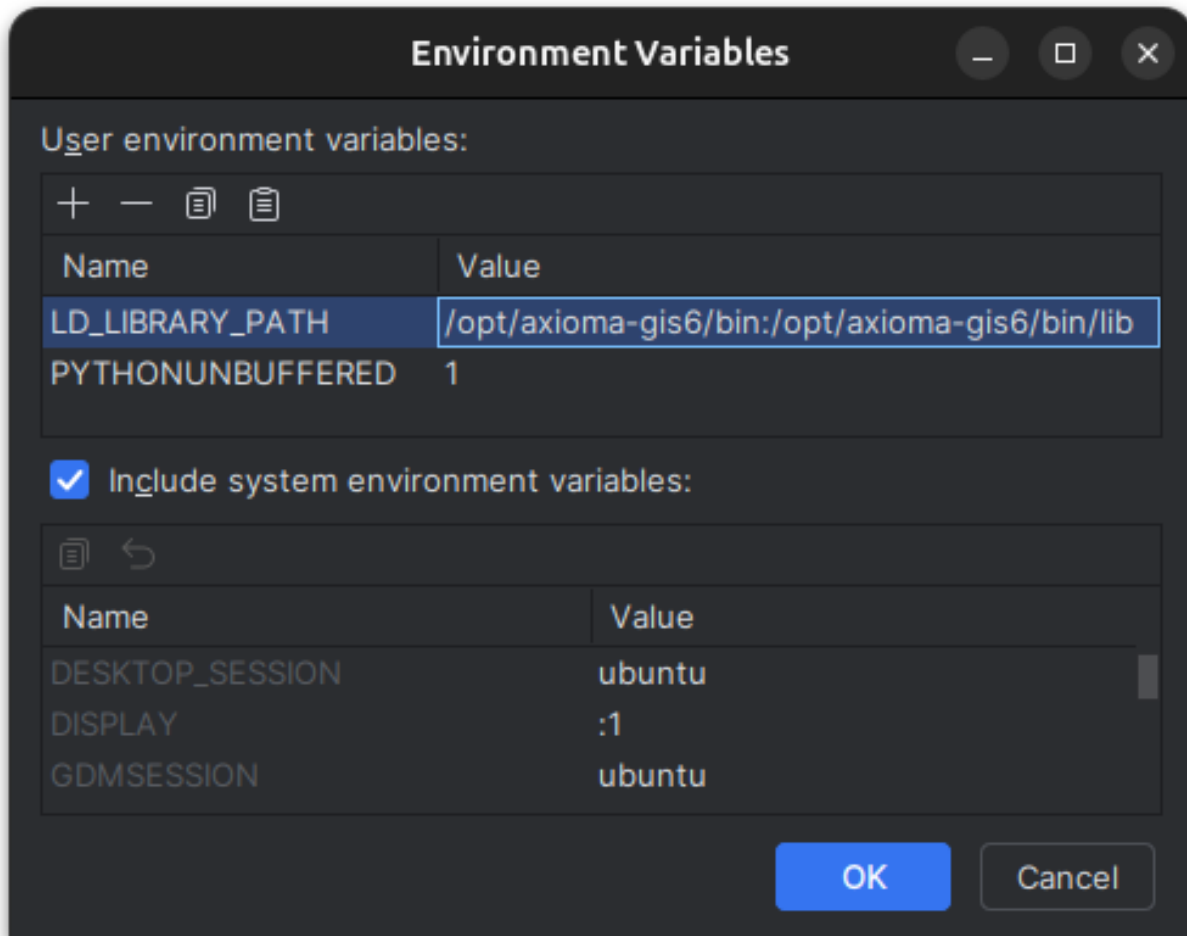 Environment Variables
User environment variables:
Name Value
LD_LIBRARY_PATH /opt/axioma-gis6/bin:/opt/axioma-gis6/bin/lib
PYTHONUNBUFFERED 1
Include system environment variables:
Name Value
DESKTOP_SESSION ubuntu
DISPLAY :1
GDMSESSION ubuntu
OK Cancel